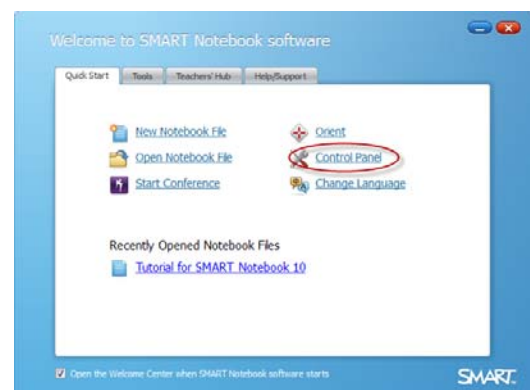 Welcome to SMART Notebook software
Quick Start Tools Teachers' Hub Help/Support
New Notebook File Orient
Open Notebook File Control Panel
Start Conference Change Language
Recently Opened Notebook Files
Tutorial for SMART Notebook 10
Open the Welcome Center when SMART Notebook software starts
SMART